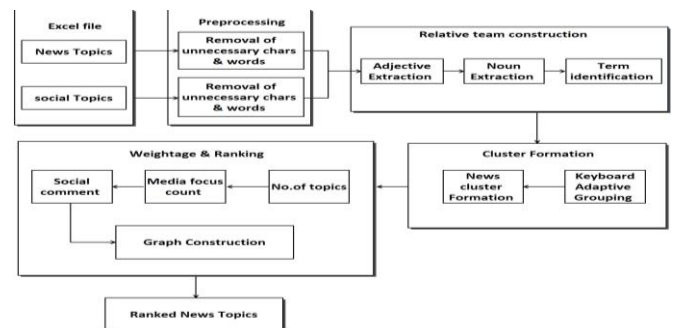 Excel file
News Topics
social Topics
Preprocessing
Removal of
unnecessary chars
& words
Removal of
unnecessary chars
& words
Relative team construction
Adjective
Extraction
Noun
Extraction
Term
identification
Cluster Formation
News
cluster
Formation
Keyboard
Adaptive
Grouping
Weightage & Ranking
Social
comment
Media focus
count
No.of topics
Graph Construction
Ranked News Topics